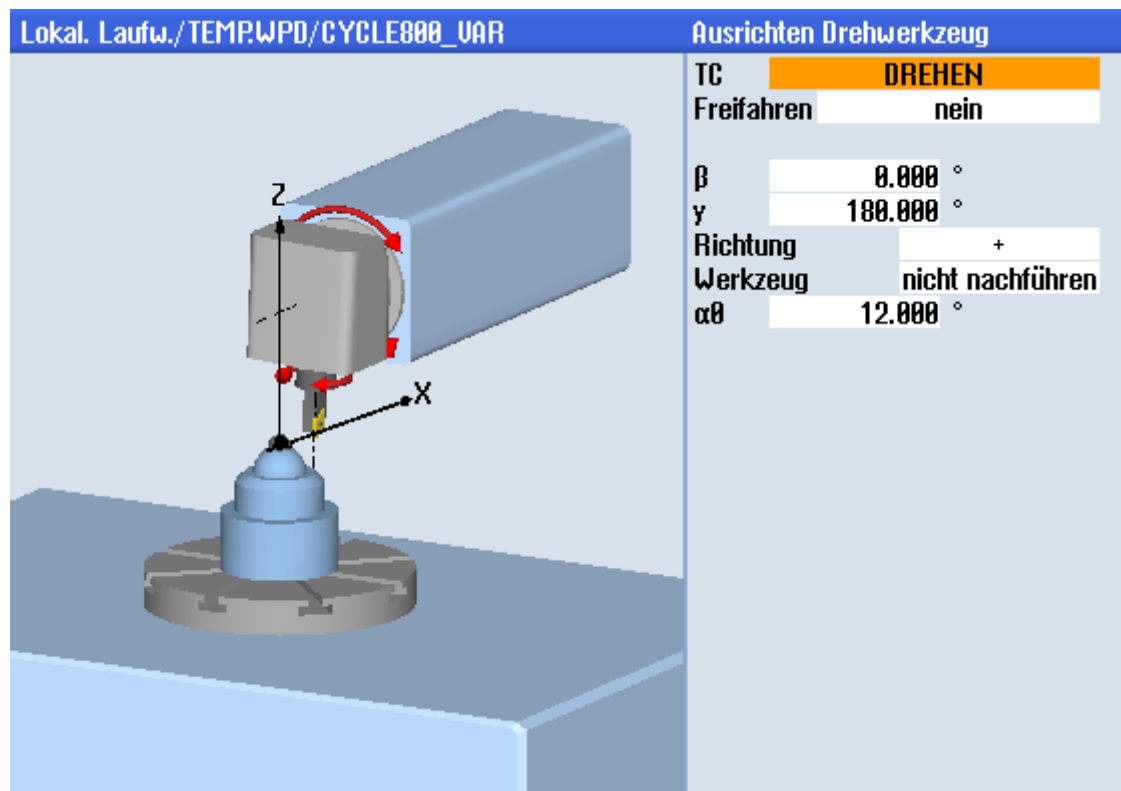 Lokal. Laufw./TEMP.WPD/CYCLE800_VAR
Ausrichten Drehwerkzeug
TC DREHEN
Freifahren nein
β 0.000 °
γ 180.000 °
Richtung +
Werkzeug nicht nachführen
α0 12.000 °
Z
X